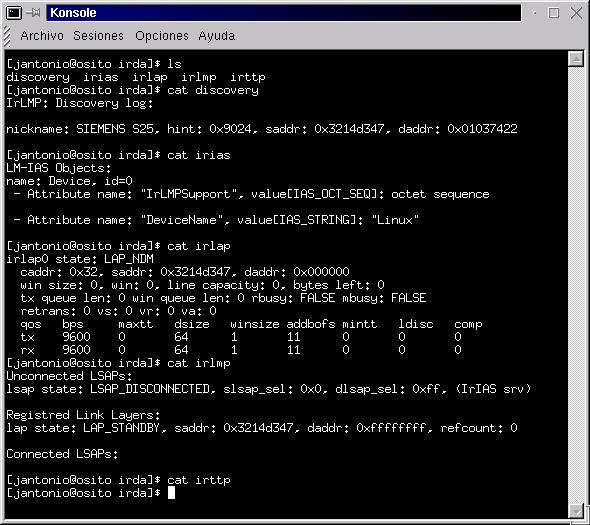 Konsole
Archivo Sesiones Opciones Ayuda
[jantonio@osito irda]$ ls
discovery irias irlap irlmp irttp
[jantonio@osito irda]$ cat discovery
IrLMP: Discovery log:

nickname: SIEMENS S25, hint: 0x9024, saddr: 0x3214d347, daddr: 0x01037422

[jantonio@osito irda]$ cat irias
LM-IAS Objects:
name: Device, id=0
 - Attribute name: "IrLMPSupport", value[IAS_OCT_SEQ]: octet sequence

 - Attribute name: "DeviceName", value[IAS_STRING]: "Linux"

[jantonio@osito irda]$ cat irlap
irlap0 state: LAP_NDM
  caddr: 0x32, saddr: 0x3214d347, daddr: 0x000000
  win size: 0, win: 0, line capacity: 0, bytes left: 0
  tx queue len: 0 win queue len: 0 rbusy: FALSE mbusy: FALSE
  retrans: 0 vs: 0 vr: 0 va: 0
  qos   bps     maxtt   dsize   winsize addbofs mintt   ldisc   comp
  tx    9600    0       64      1       11      0       0       0
  rx    9600    0       64      1       11      0       0       0
[jantonio@osito irda]$ cat irlmp
Unconnected LSAPs:
lsap state: LSAP_DISCONNECTED, slsap_sel: 0x0, dlsap_sel: 0xff, (IrIAS srv)

Registred Link Layers:
lap state: LAP_STANDBY, saddr: 0x3214d347, daddr: 0xffffffff, refcount: 0

Connected LSAPs:

[jantonio@osito irda]$ cat irttp
[jantonio@osito irda]$